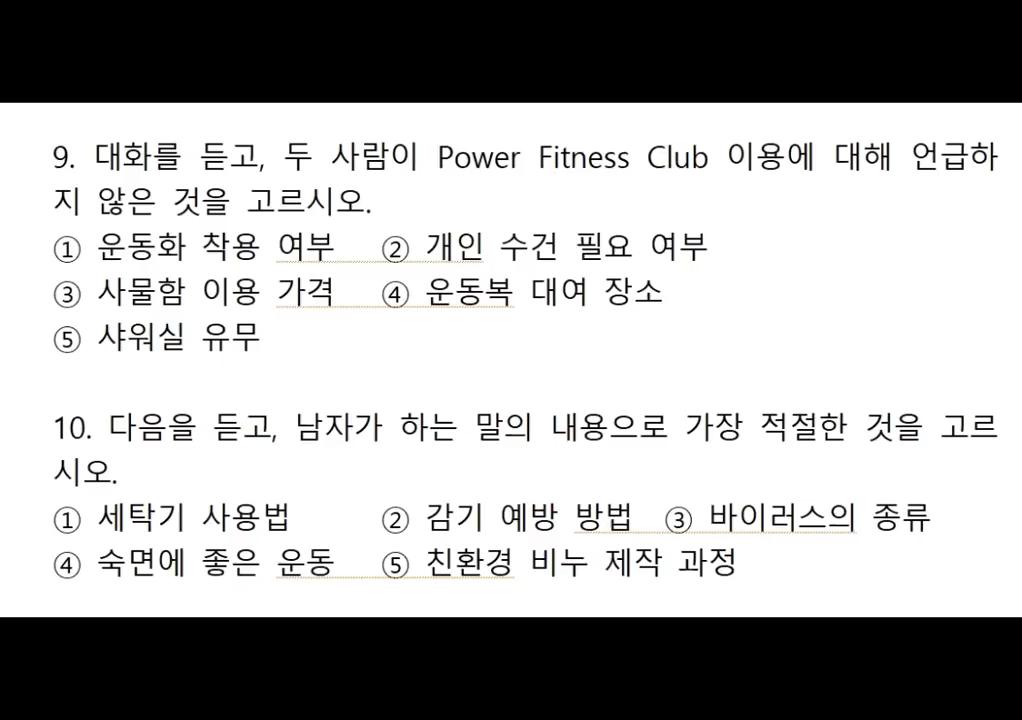 9. 대화를 듣고, 두 사람이 Power Fitness Club 이용에 대해 언급하
지 않은 것을 고르시오.
① 운동화 착용 여부 ② 개인 수건 필요 여부
③ 사물함 이용 가격 ④ 운동복 대여 장소
⑤ 샤워실 유무
10. 다음을 듣고, 남자가 하는 말의 내용으로 가장 적절한 것을 고르
시오.
① 세탁기 사용법 ② 감기 예방 방법 ③ 바이러스의 종류
④ 숙면에 좋은 운동 ⑤ 친환경 비누 제작 과정